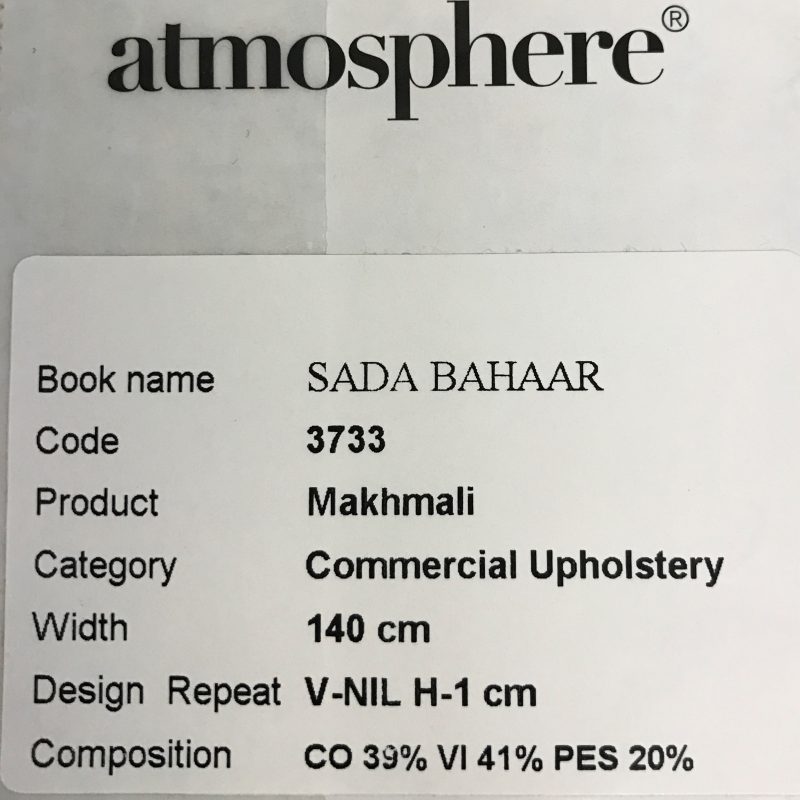 atmosphere®
Book name SADA BAHAAR
Code 3733
Product Makhmali
Category Commercial Upholstery
Width 140 cm
Design Repeat V-NIL H-1 cm
Composition CO 39% VI 41% PES 20%